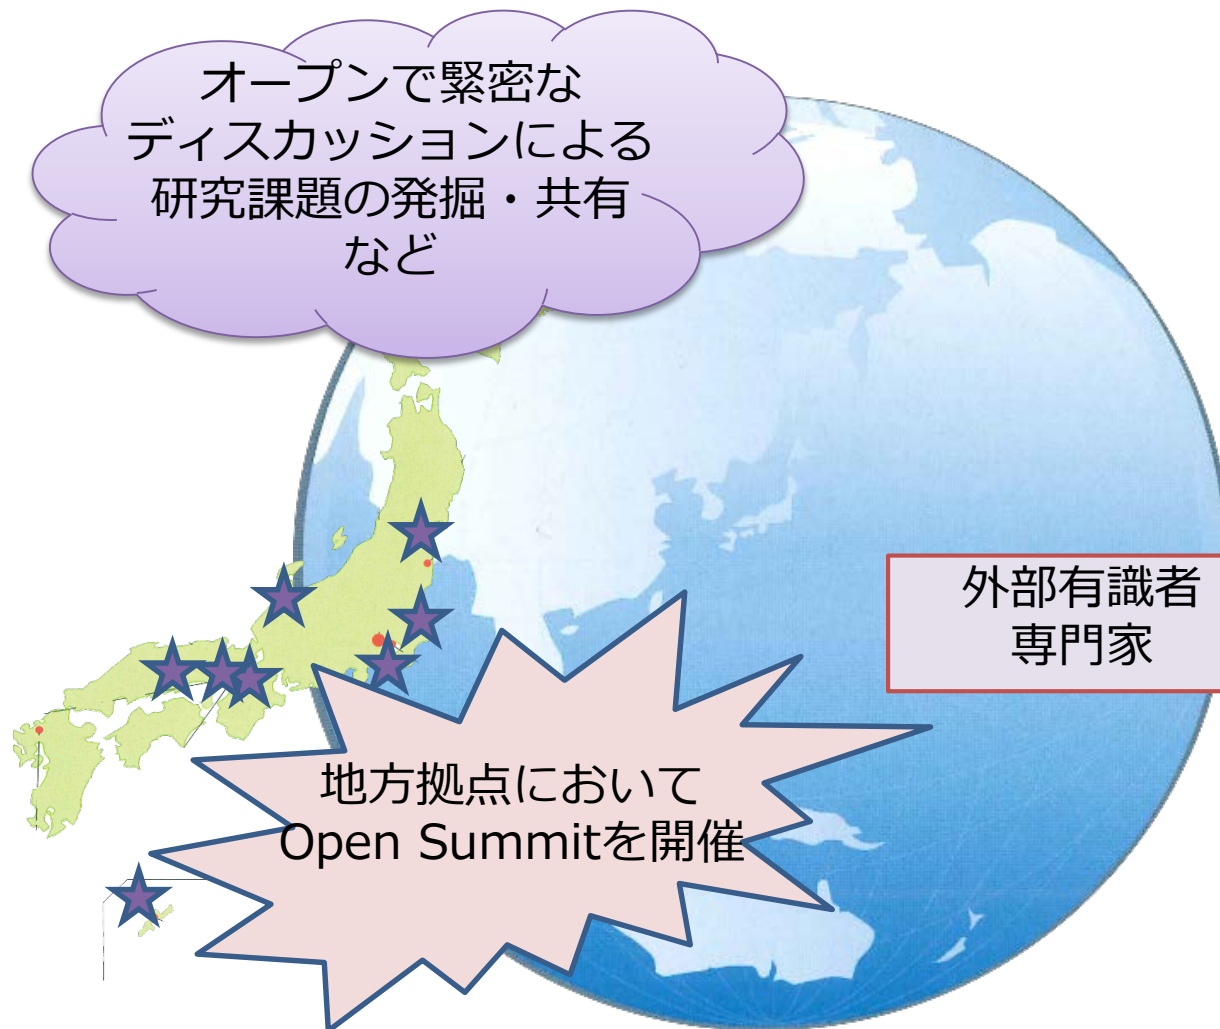 オープンで緊密な
ディスカッションによる
研究課題の発掘・共有
など
外部有識者
専門家
地方拠点において
Open Summitを開催